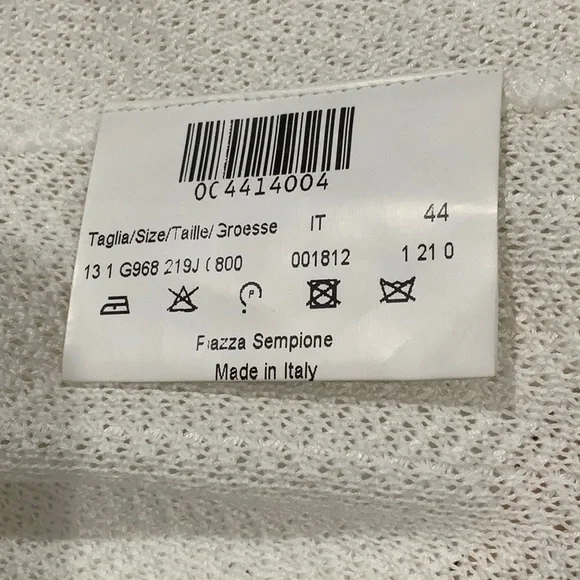 0C4414004
Taglia/Size/Taille/Groesse IT 44
13 1 G968 219J 0800 001812 1 21 0
P
Piazza Sempione
Made in Italy